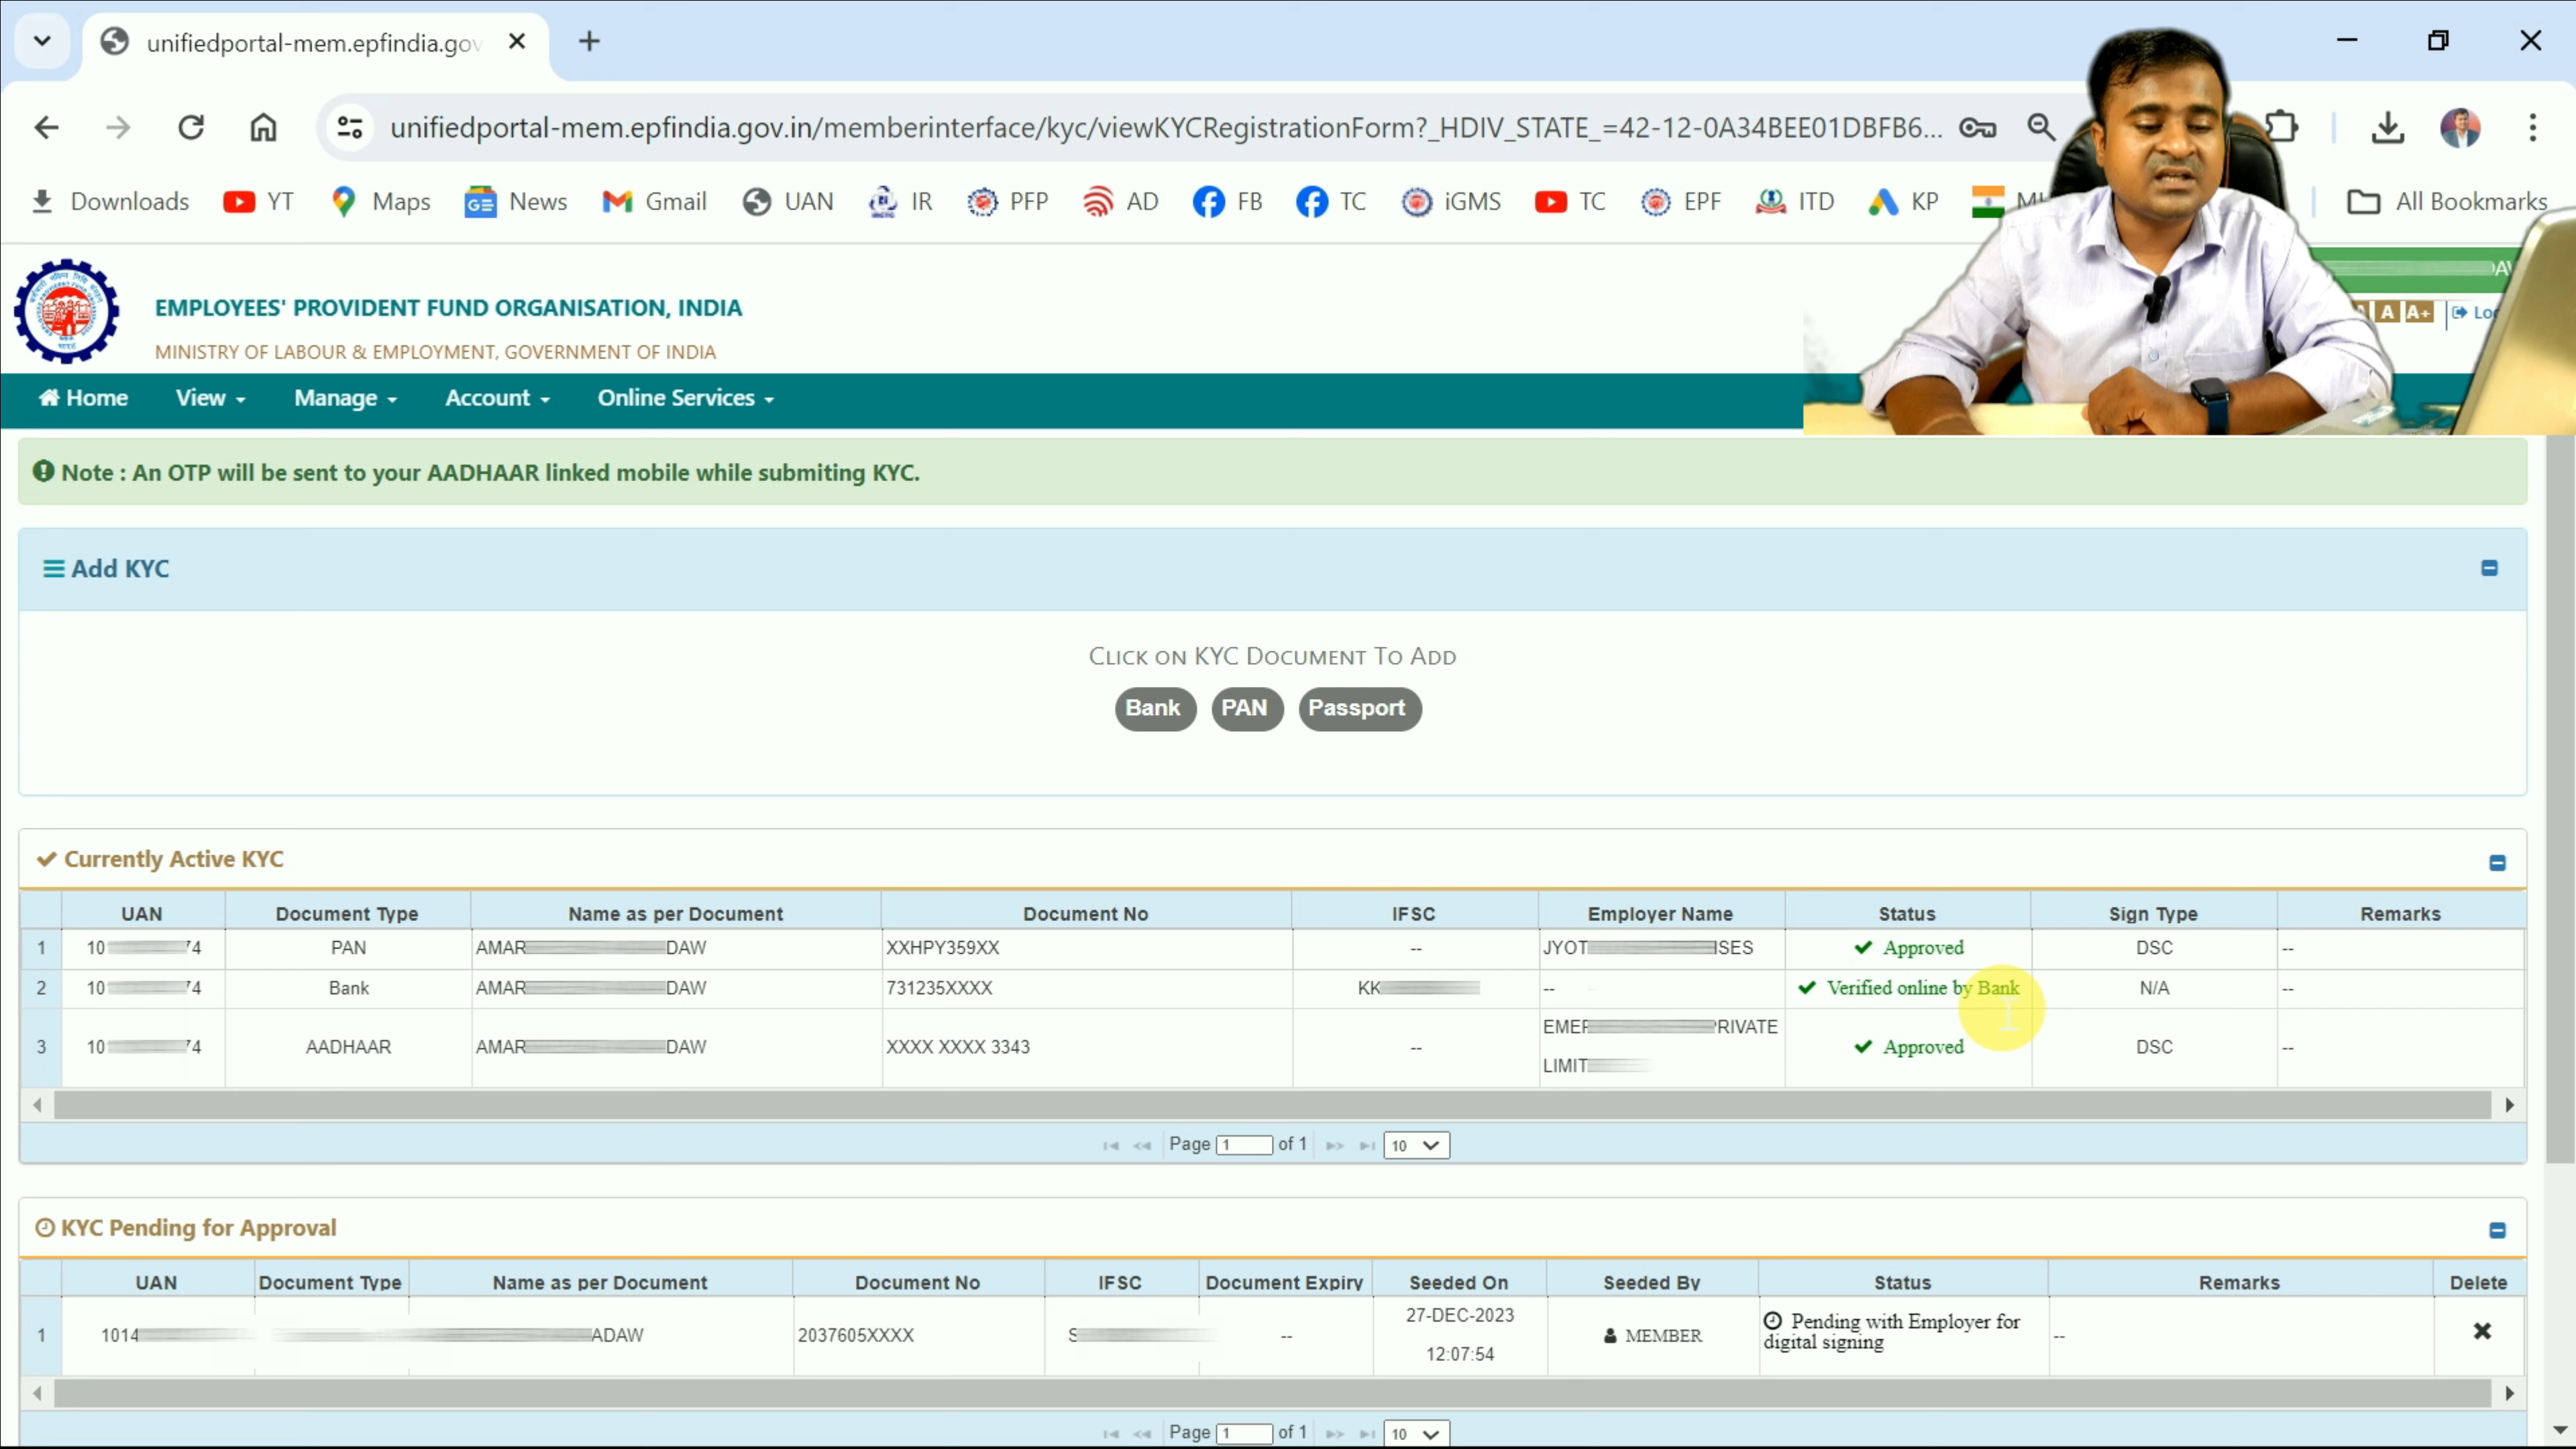 unifiedportal-mem.epfindia.gov
unifiedportal-mem.epfindia.gov.in/memberinterface/kyc/viewKYCRegistrationForm?_HDIV_STATE_=42-12-0A34BEE01DBFB6...
Downloads YT Maps News Gmail UAN IR PFP AD FB TC iGMS TC EPF ITD KP All Bookmarks
EMPLOYEES' PROVIDENT FUND ORGANISATION, INDIA
A A+
MINISTRY OF LABOUR & EMPLOYMENT, GOVERNMENT OF INDIA
Home View Manage Account Online Services
Note : An OTP will be sent to your AADHAAR linked mobile while submiting KYC.
Add KYC
CLICK ON KYC DOCUMENT TO ADD
Bank PAN Passport
Currently Active KYC
UAN Document Type Name as per Document Document No IFSC Employer Name Status Sign Type Remarks
1 10 74 PAN AMAR DAW XXHPY359XX -- JYOT ISES Approved DSC --
2 10 74 Bank AMAR DAW 731235XXXX KK -- Verified online by Bank N/A --
3 10 74 AADHAAR AMAR DAW XXXX XXXX 3343 -- EMER RIVATE LIMIT Approved DSC --
Page 1 of 1 10
KYC Pending for Approval
UAN Document Type Name as per Document Document No IFSC Document Expiry Seeded On Seeded By Status Remarks Delete
1 1014 ADAW 2037605XXXX S -- 27-DEC-2023 12:07:54 MEMBER Pending with Employer for digital signing --
Page 1 of 1 10